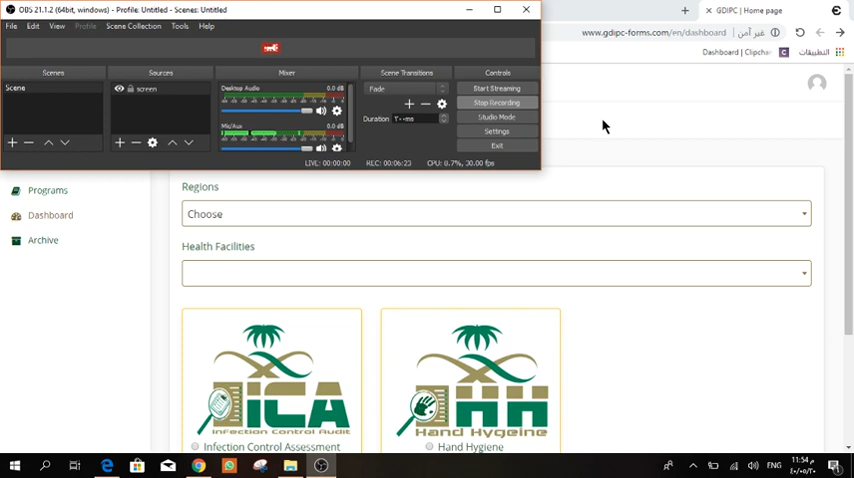 OBS 21.1.2 (64bit, windows) - Profile: Untitled - Scenes: Untitled
File Edit View Profile Scene Collection Tools Help
Scenes Sources Mixer Scene Transitions Controls
Scene
screen
Desktop Audio 0.0 dB
Mic/Aux 0.0 dB
Fade
Duration ٣٠٠ms
Start Streaming
Stop Recording
Studio Mode
Settings
Exit
LIVE: 00:00:00 REC: 00:06:23 CPU: 0.7%, 30.00 fps
GDIPC | Home page
www.gdipc-forms.com/en/dashboard غير آمن
Dashboard | Clipcha
التطبيقات
Programs
Dashboard
Archive
Regions
Choose
Health Facilities
ICA
Infection Control Audit
Infection Control Assessment
HH
Hand Hygeine
Hand Hygiene
ENG
11:54 م